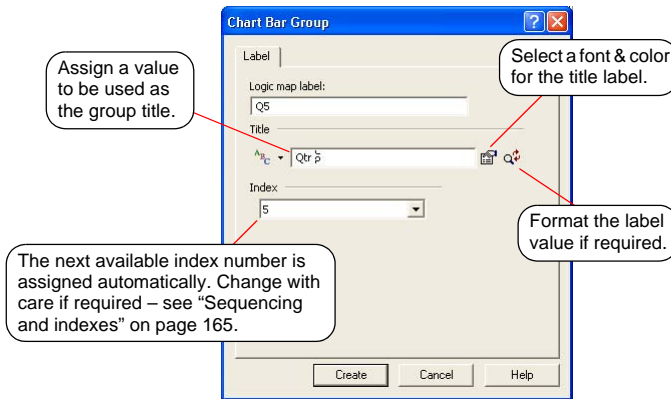 Chart Bar Group
Label
Assign a value
to be used as
the group title.
Select a font & color
for the title label.
Logic map label:
Q5
Title
ABC
Qtr
Index
5
Format the label
value if required.
The next available index number is
assigned automatically. Change with
care if required – see “Sequencing
and indexes” on page 165.
Create
Cancel
Help